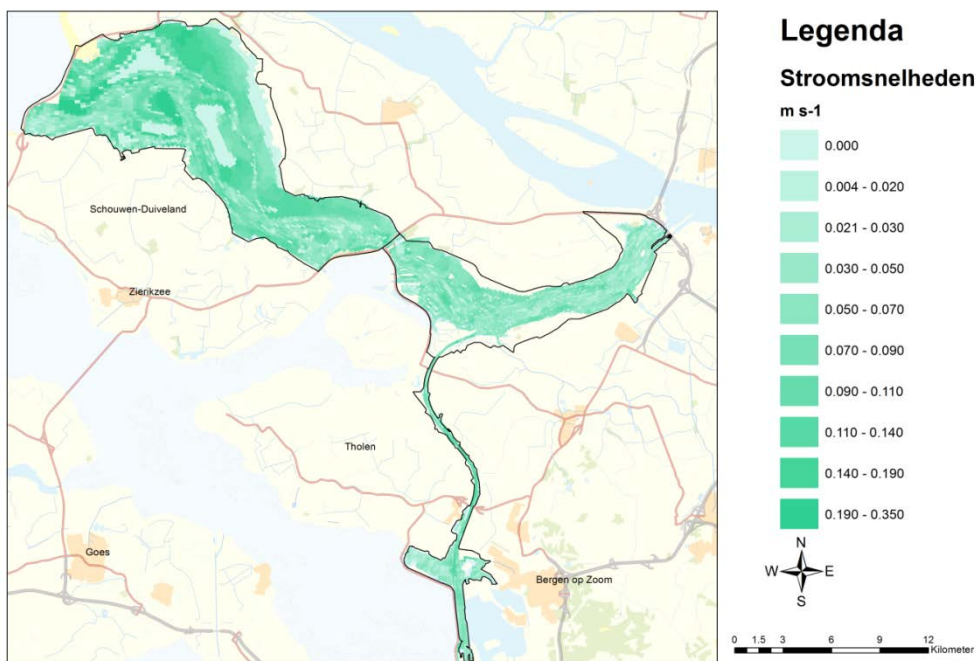 Schouwen-Duiveland
Zierikzee
Tholen
Goes
Bergen op Zoom
Legenda
Stroomsnelheden
m s-1
0.000
0.004 - 0.020
0.021 - 0.030
0.030 - 0.050
0.050 - 0.070
0.070 - 0.090
0.090 - 0.110
0.110 - 0.140
0.140 - 0.190
0.190 - 0.350
N
W E
S
0 1.5 3 6 9 12
Kilometer